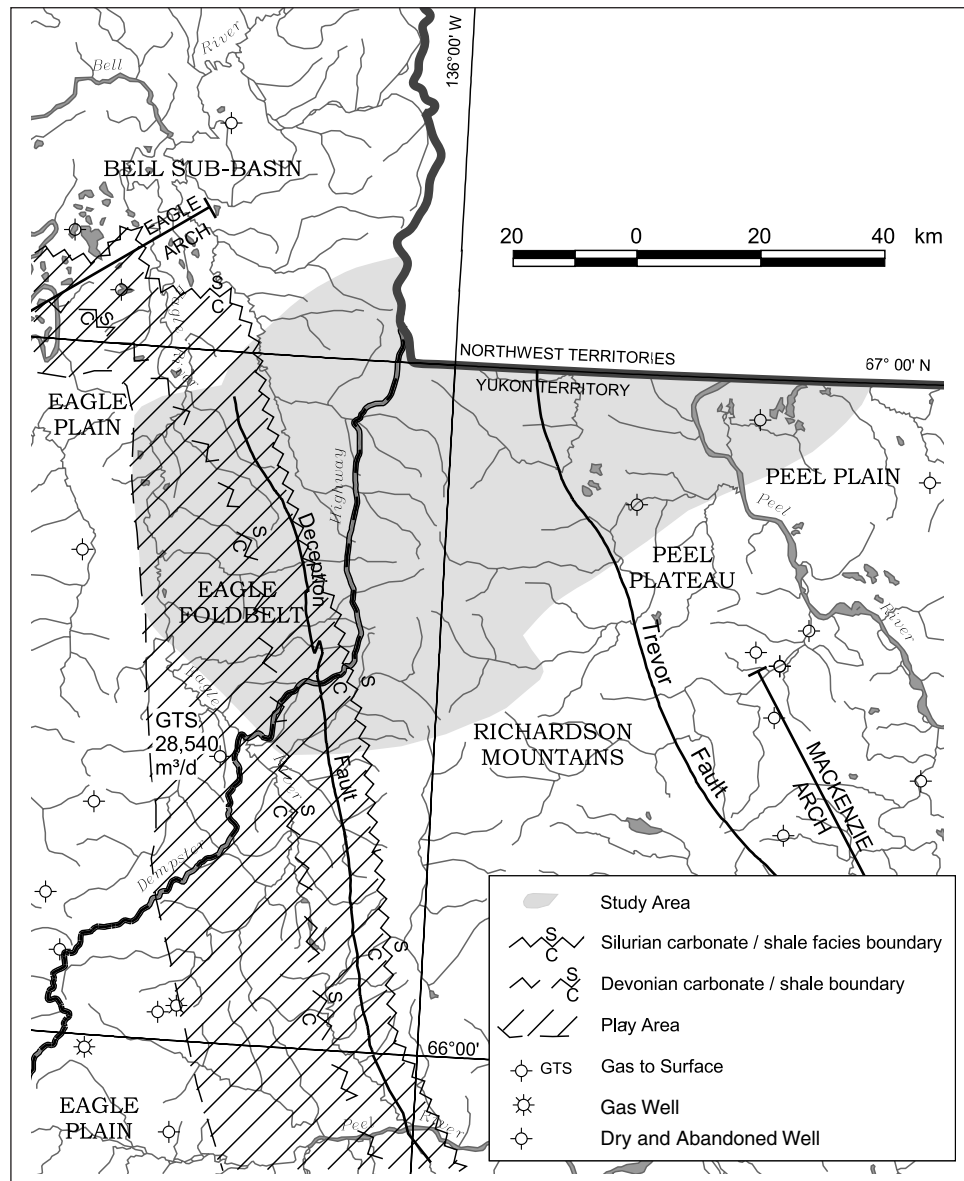 River
Bell
136°00' W
BELL SUB-BASIN
EAGLE
ARCH
20 0 20 40 km
S
C
S
C
NORTHWEST TERRITORIES
67° 00' N
YUKON TERRITORY
EAGLE
PLAIN
Highway
PEEL PLAIN
Peel
River
Deception
S
C
PEEL
PLATEAU
EAGLE
FOLDBELT
Trevor
S
C
Eagle
River
GTS
28,540
m³/d
RICHARDSON
MOUNTAINS
Fault
Fault
MACKENZIE
ARCH
S
C
Dempster
S
C
S
C
Study Area
S
C
Silurian carbonate / shale facies boundary
S
C
Devonian carbonate / shale boundary
Play Area
GTS Gas to Surface
Gas Well
Dry and Abandoned Well
66°00'
EAGLE
PLAIN
Peel
River